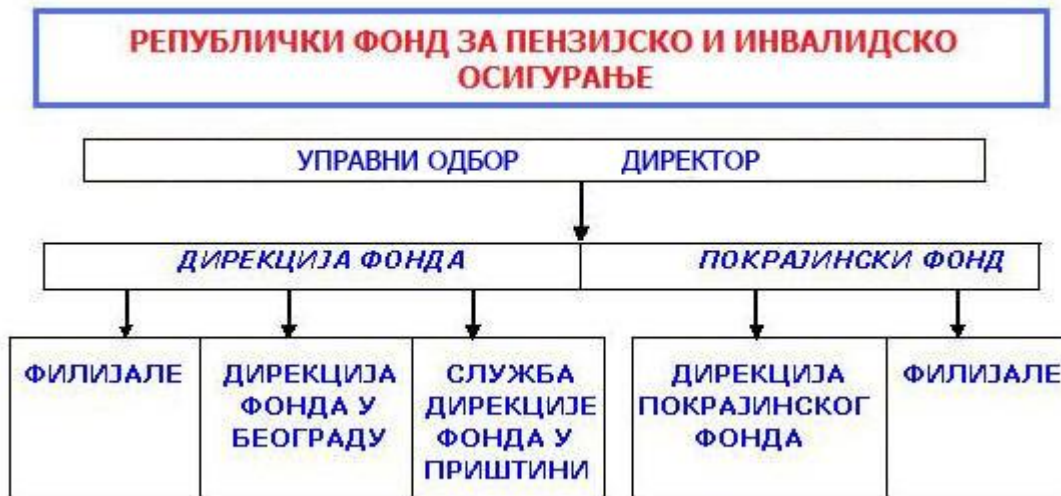 РЕПУБЛИЧКИ ФОНД ЗА ПЕНЗИЈСКО И ИНВАЛИДСКО
ОСИГУРАЊЕ
УПРАВНИ ОДБОР ДИРЕКТОР
ДИРЕКЦИЈА ФОНДА
ПОКРАЈИНСКИ ФОНД
ФИЛИЈАЛЕ
ДИРЕКЦИЈА
ФОНДА У
БЕОГРАДУ
СЛУЖБА
ДИРЕКЦИЈЕ
ФОНДА У
ПРИШТИНИ
ДИРЕКЦИЈА
ПОКРАЈИНСКОГ
ФОНДА
ФИЛИЈАЛЕ